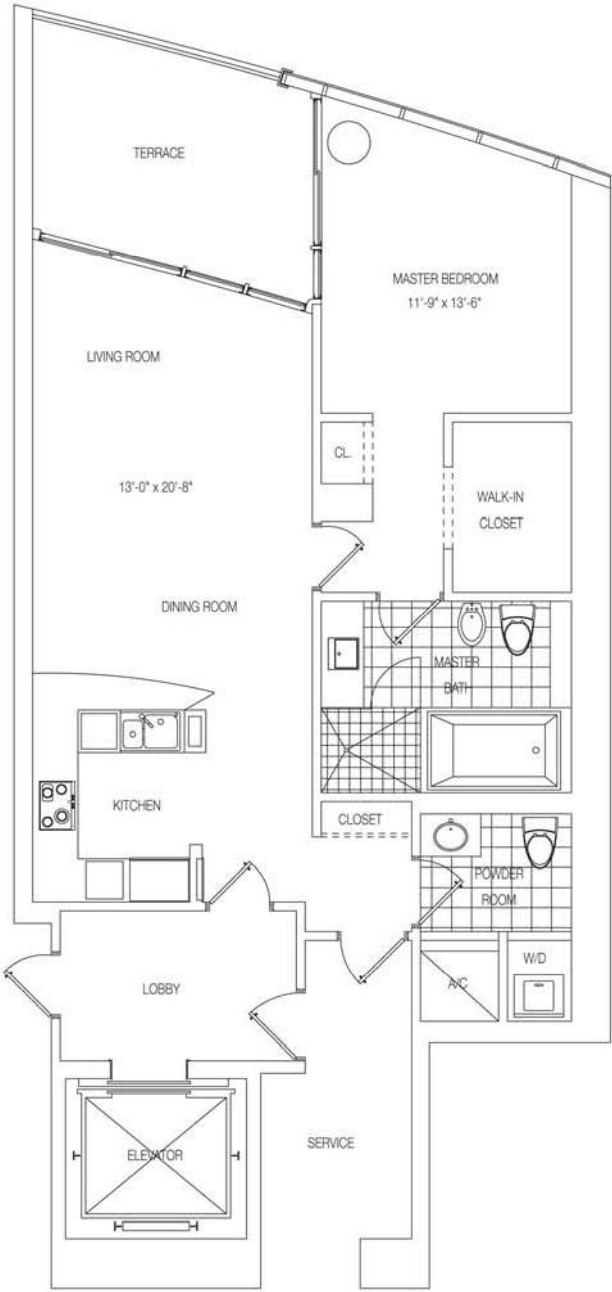 TERRACE
MASTER BEDROOM
11'-9" x 13'-6"
LIVING ROOM
CL.
13'-0" x 20'-8"
WALK-IN
CLOSET
DINING ROOM
MASTER
BATH
KITCHEN
CLOSET
POWDER
ROOM
LOBBY
A/C
W/D
ELEVATOR
SERVICE